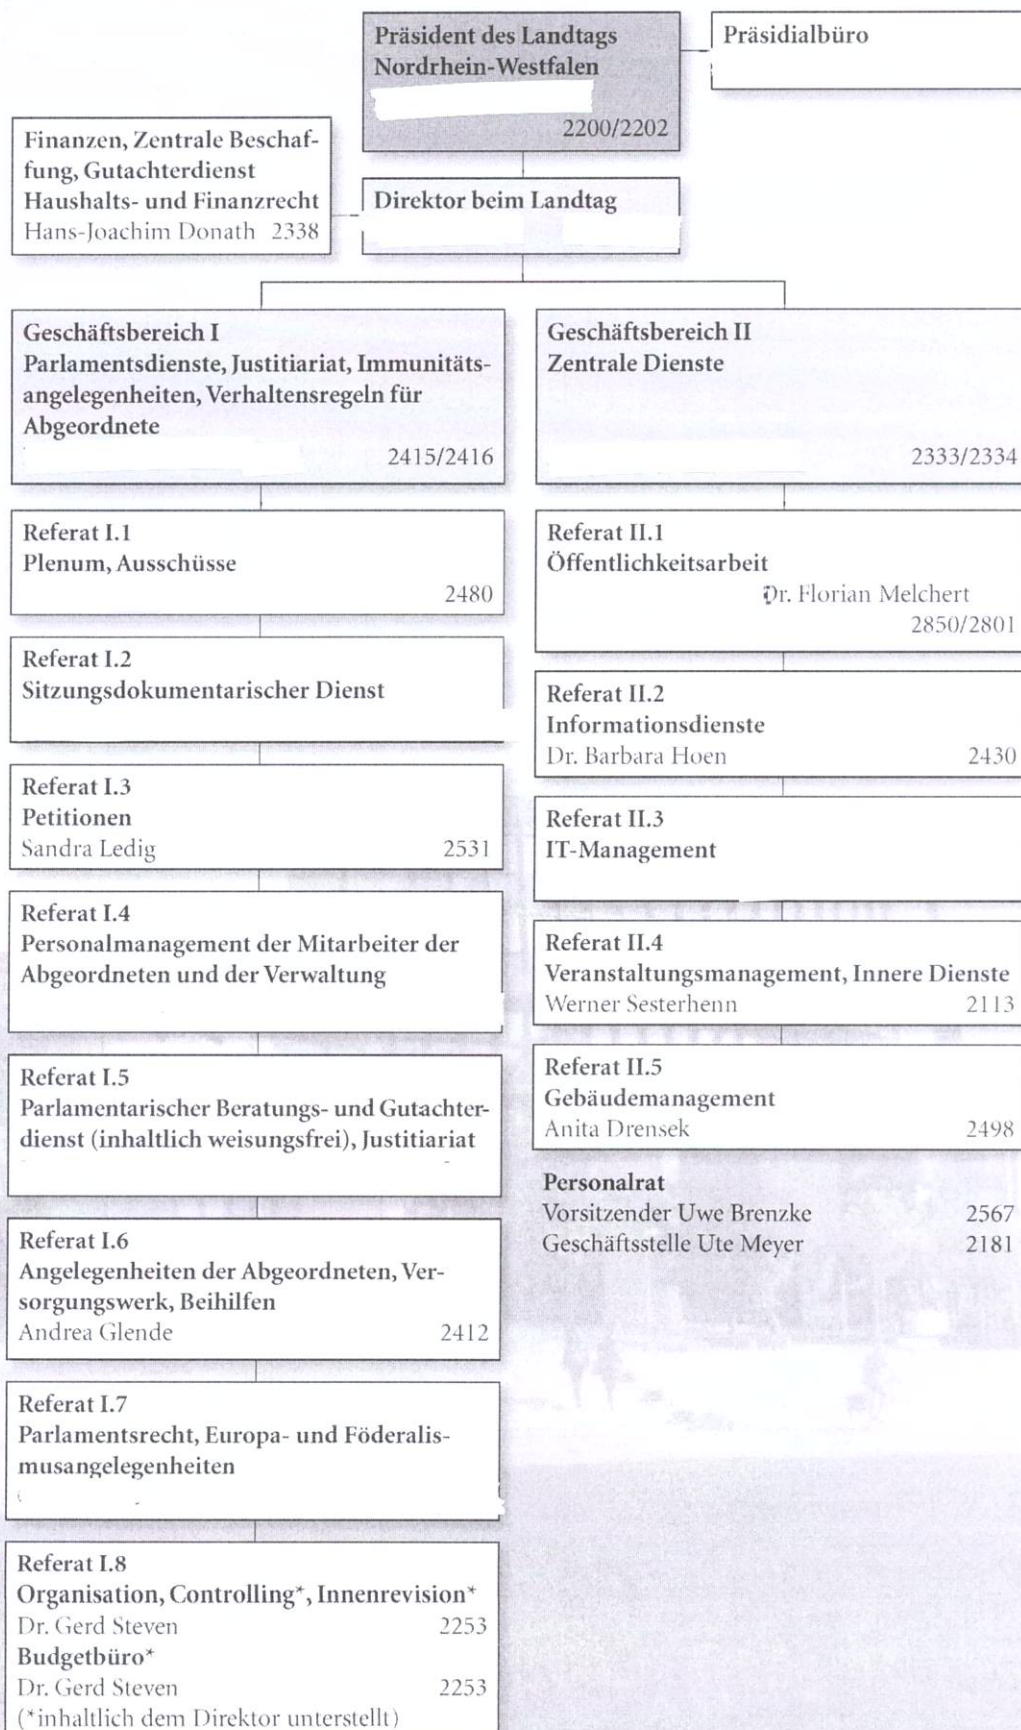 Präsident des Landtags
Nordrhein-Westfalen
2200/2202
Präsidialbüro
Finanzen, Zentrale Beschaf-
fung, Gutachterdienst
Haushalts- und Finanzrecht
Hans-Joachim Donath 2338
Direktor beim Landtag
Geschäftsbereich I
Parlamentsdienste, Justitiariat, Immunitäts-
angelegenheiten, Verhaltensregeln für
Abgeordnete
2415/2416
Referat I.1
Plenum, Ausschüsse
2480
Referat I.2
Sitzungsdokumentarischer Dienst
Referat I.3
Petitionen
Sandra Ledig 2531
Referat I.4
Personalmanagement der Mitarbeiter der
Abgeordneten und der Verwaltung
Referat I.5
Parlamentarischer Beratungs- und Gutachter-
dienst (inhaltlich weisungsfrei), Justitiariat
Referat I.6
Angelegenheiten der Abgeordneten, Ver-
sorgungswerk, Beihilfen
Andrea Glende 2412
Referat I.7
Parlamentsrecht, Europa- und Föderalis-
musangelegenheiten
Referat I.8
Organisation, Controlling*, Innenrevision*
Dr. Gerd Steven 2253
Budgetbüro*
Dr. Gerd Steven 2253
(*inhaltlich dem Direktor unterstellt)
Geschäftsbereich II
Zentrale Dienste
2333/2334
Referat II.1
Öffentlichkeitsarbeit
Dr. Florian Melchert
2850/2801
Referat II.2
Informationsdienste
Dr. Barbara Hoen 2430
Referat II.3
IT-Management
Referat II.4
Veranstaltungsmanagement, Innere Dienste
Werner Sesterhenn 2113
Referat II.5
Gebäudemanagement
Anita Drensek 2498
Personalrat
Vorsitzender Uwe Brenzke 2567
Geschäftsstelle Ute Meyer 2181